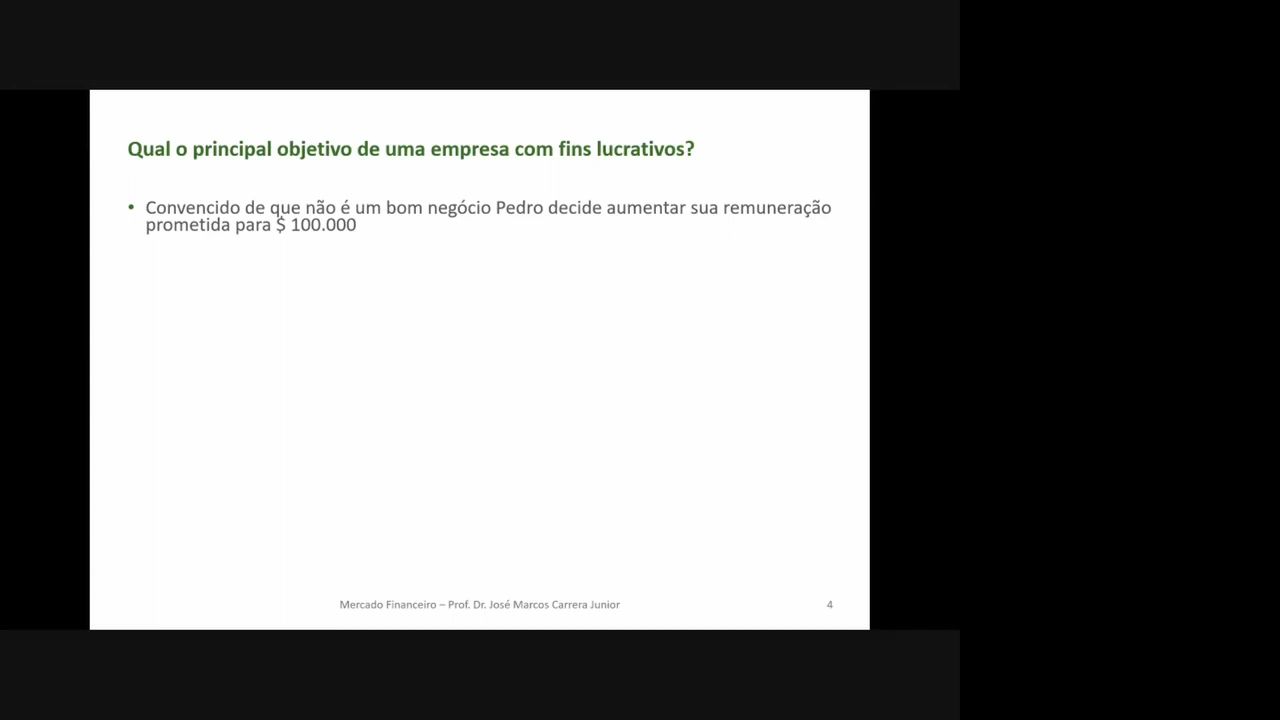 Qual o principal objetivo de uma empresa com fins lucrativos?
• Convencido de que não é um bom negócio Pedro decide aumentar sua remuneração
prometida para $ 100.000
Mercado Financeiro – Prof. Dr. José Marcos Carrera Junior
4